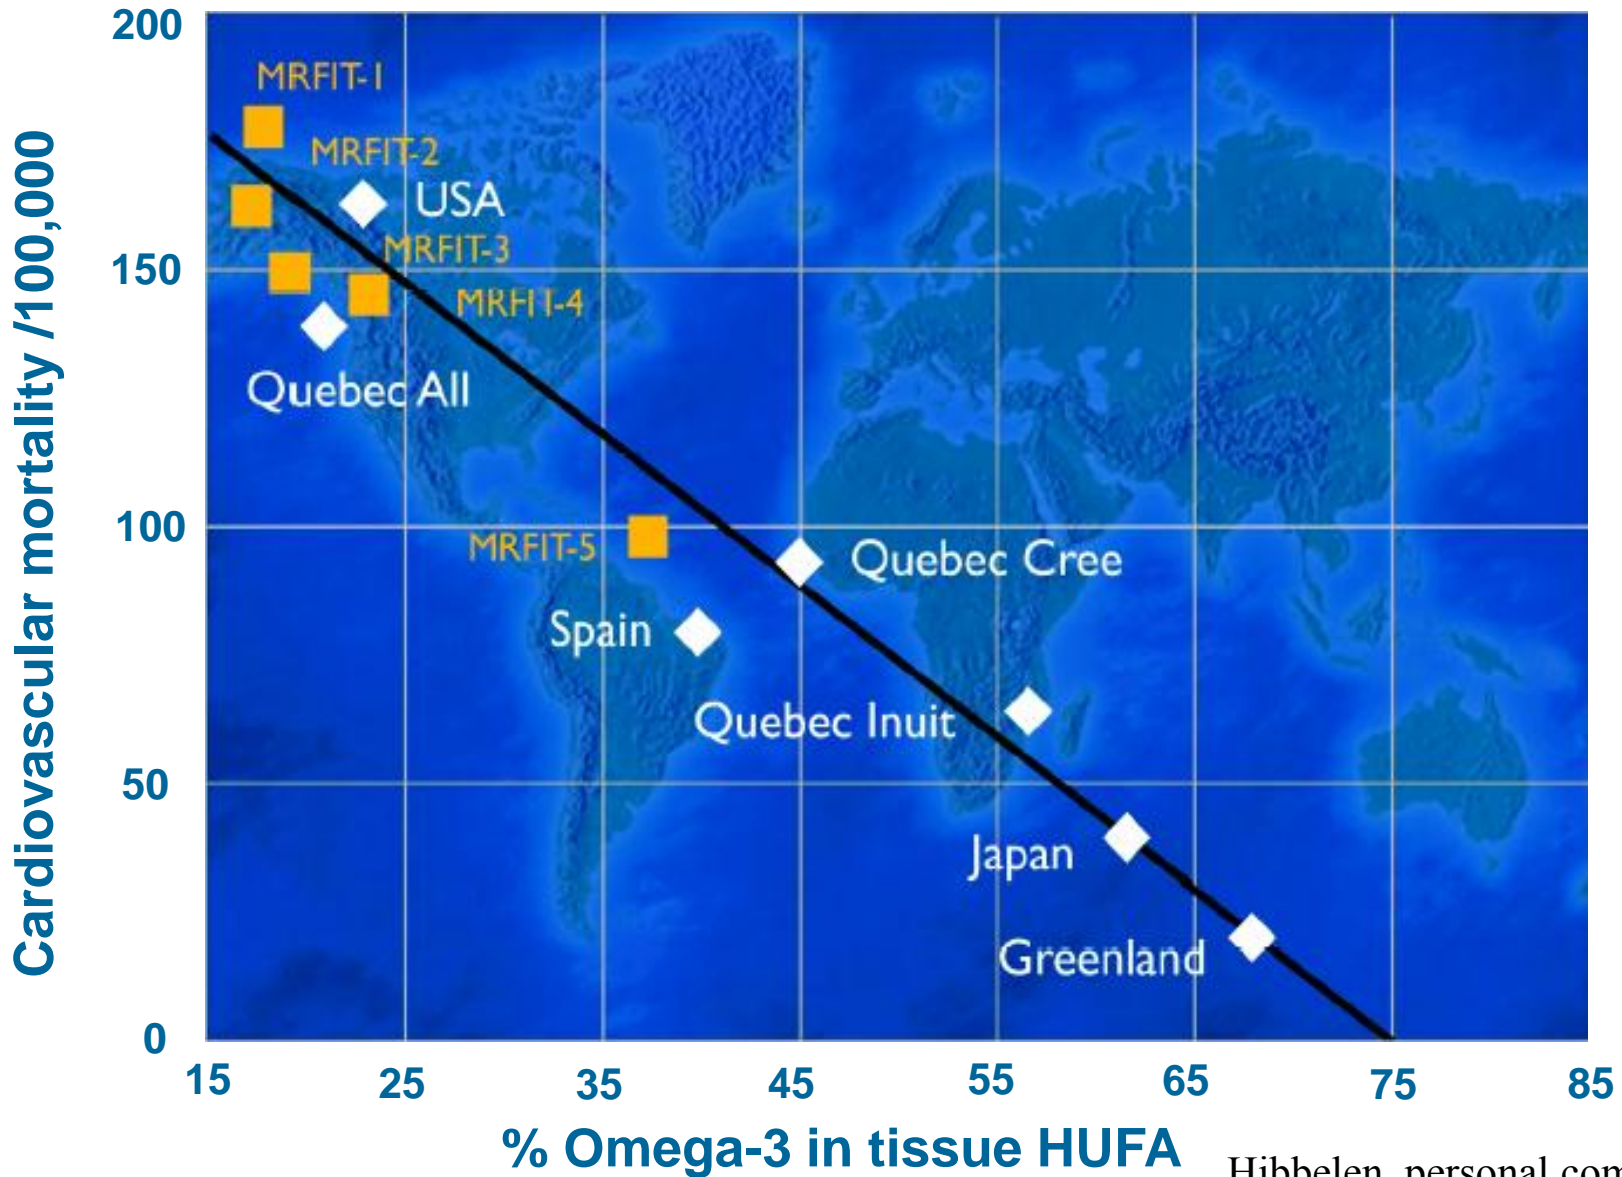 200
MRFIT-1
MRFIT-2
USA
MRFIT-3
150
MRFIT-4
Quebec All
100
MRFIT-5
Quebec Cree
Spain
Quebec Inuit
50
Japan
Greenland
0
15 25 35 45 55 65 75 85
Cardiovascular mortality /100,000
% Omega-3 in tissue HUFA
Hibbelen, personal com